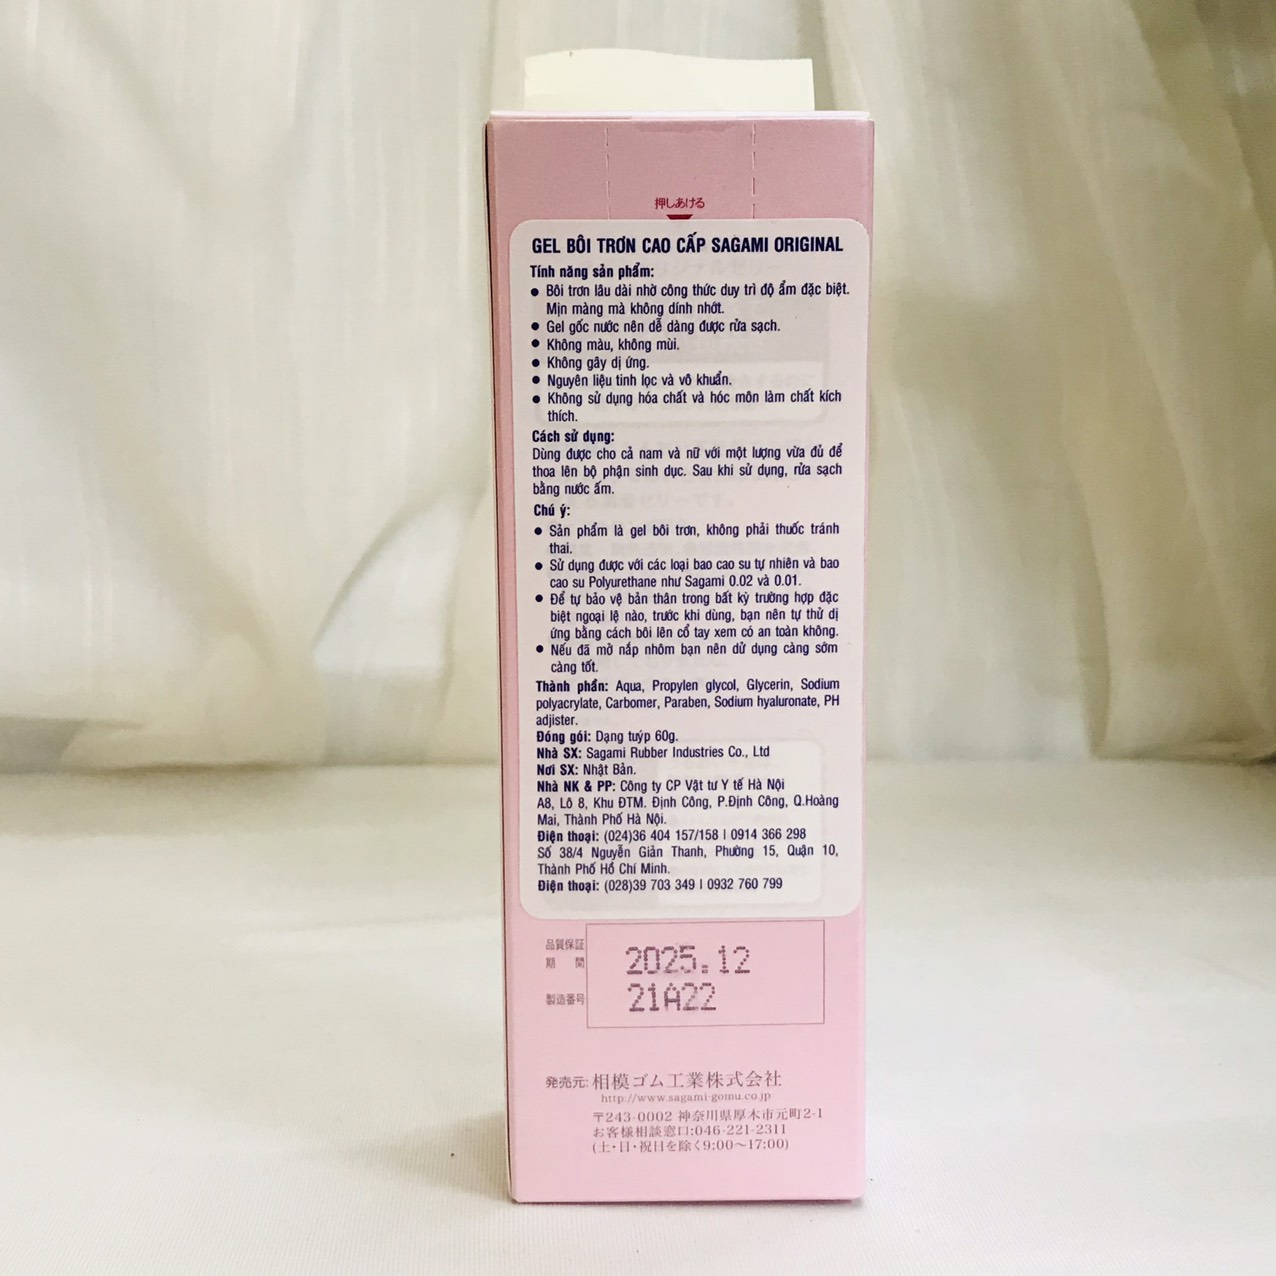 押しあける
GEL BÔI TRƠN CAO CẤP SAGAMI ORIGINAL
Tính năng sản phẩm:
• Bôi trơn lâu dài nhờ công thức duy trì độ ẩm đặc biệt.
Mịn màng mà không dính nhớt.
• Gel gốc nước nên dễ dàng được rửa sạch.
• Không màu, không mùi.
• Không gây dị ứng.
• Nguyên liệu tinh lọc và vô khuẩn.
• Không sử dụng hóa chất và hóc môn làm chất kích
thích.
Cách sử dụng:
Dùng được cho cả nam và nữ với một lượng vừa đủ để
thoa lên bộ phận sinh dục. Sau khi sử dụng, rửa sạch
bằng nước ấm.
Chú ý:
• Sản phẩm là gel bôi trơn, không phải thuốc tránh
thai.
• Sử dụng được với các loại bao cao su tự nhiên và bao
cao su Polyurethane như Sagami 0.02 và 0.01.
• Để tự bảo vệ bản thân trong bất kỳ trường hợp đặc
biệt ngoại lệ nào, trước khi dùng, bạn nên tự thử dị
ứng bằng cách bôi lên cổ tay xem có an toàn không.
• Nếu đã mở nắp nhôm bạn nên dử dụng càng sớm
càng tốt.
Thành phần: Aqua, Propylen glycol, Glycerin, Sodium
polyacrylate, Carbomer, Paraben, Sodium hyaluronate, PH
adjister.
Đóng gói: Dạng tuýp 60g.
Nhà SX: Sagami Rubber Industries Co., Ltd
Nơi SX: Nhật Bản.
Nhà NK & PP: Công ty CP Vật tư Y tế Hà Nội
A8, Lô 8, Khu ĐTM. Định Công, P.Định Công, Q.Hoàng
Mai, Thành Phố Hà Nội.
Điện thoại: (024)36 404 157/158 I 0914 366 298
Số 38/4 Nguyễn Giản Thanh, Phường 15, Quận 10,
Thành Phố Hồ Chí Minh.
Điện thoại: (028)39 703 349 I 0932 760 799
品質保証
期 間
2025.12
製造番号
21A22
発売元:相模ゴム工業株式会社
http://www.sagami-gomu.co.jp
〒243-0002 神奈川県厚木市元町2-1
お客様相談窓口:046-221-2311
(土・日・祝日を除く9:00〜17:00)